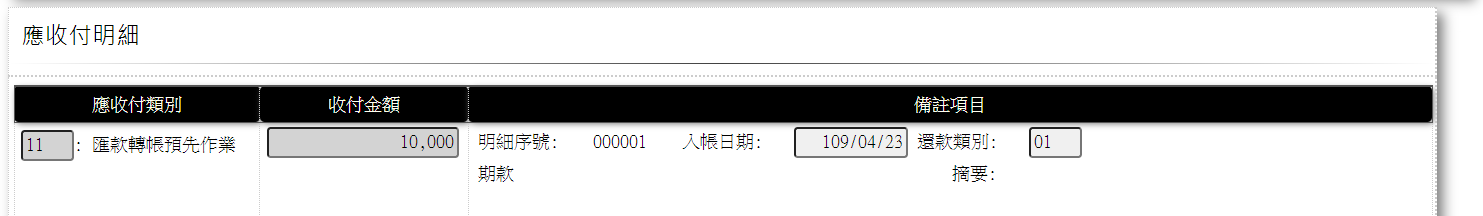 應收付明細
應收付類別 收付金額 備註項目
11 : 匯款轉帳預先作業 10,000 明細序號: 000001 入帳日期: 109/04/23 還款類別: 01
期款 摘要: